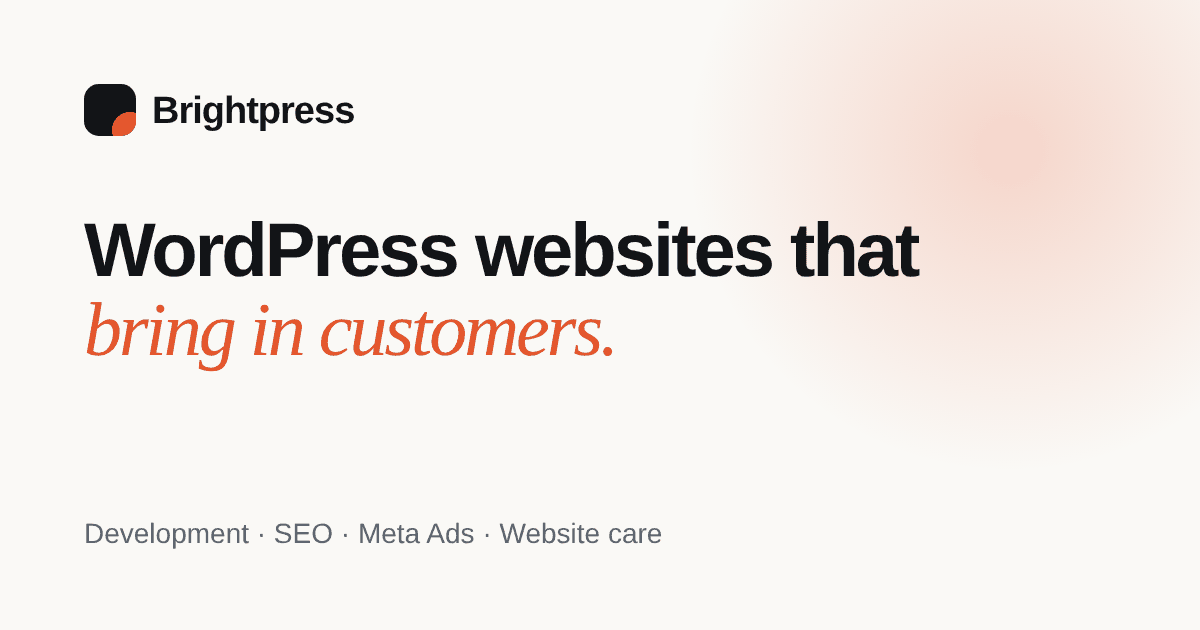 Brightpress
WordPress websites that
bring in customers.
Development · SEO · Meta Ads · Website care